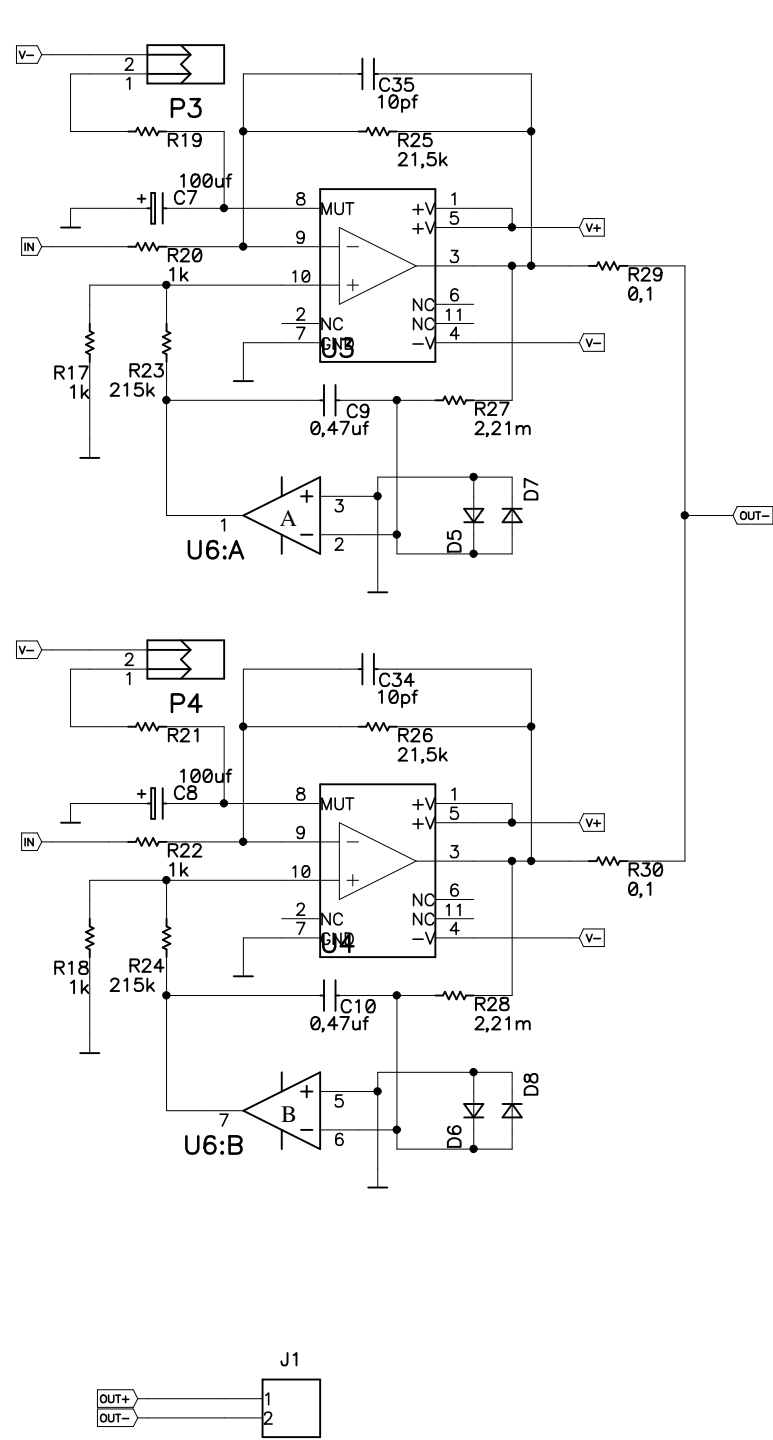 V-
2
1
P3
R19
C35
10pf
R25
21,5k
100uf
+
C7
8
MUT
+V
1
+V
5
V+
IN
R20
1k
9
−
3
10
+
R29
0,1
NC
6
2
NC
NC
11
7
-V
4
V-
U3
R17
1k
R23
215k
C9
0,47uf
R27
2,21m
D7
+
3
1
A
−
2
D5
U6:A
OUT-
V-
2
1
P4
R21
C34
10pf
R26
21,5k
100uf
+
C8
8
MUT
+V
1
+V
5
V+
IN
R22
1k
9
−
3
10
+
R30
0,1
NC
6
2
NC
NC
11
7
GND
-V
4
V-
U4
R18
1k
R24
215k
C10
0,47uf
R28
2,21m
D8
+
5
7
B
−
6
D6
U6:B
J1
OUT+
1
OUT-
2